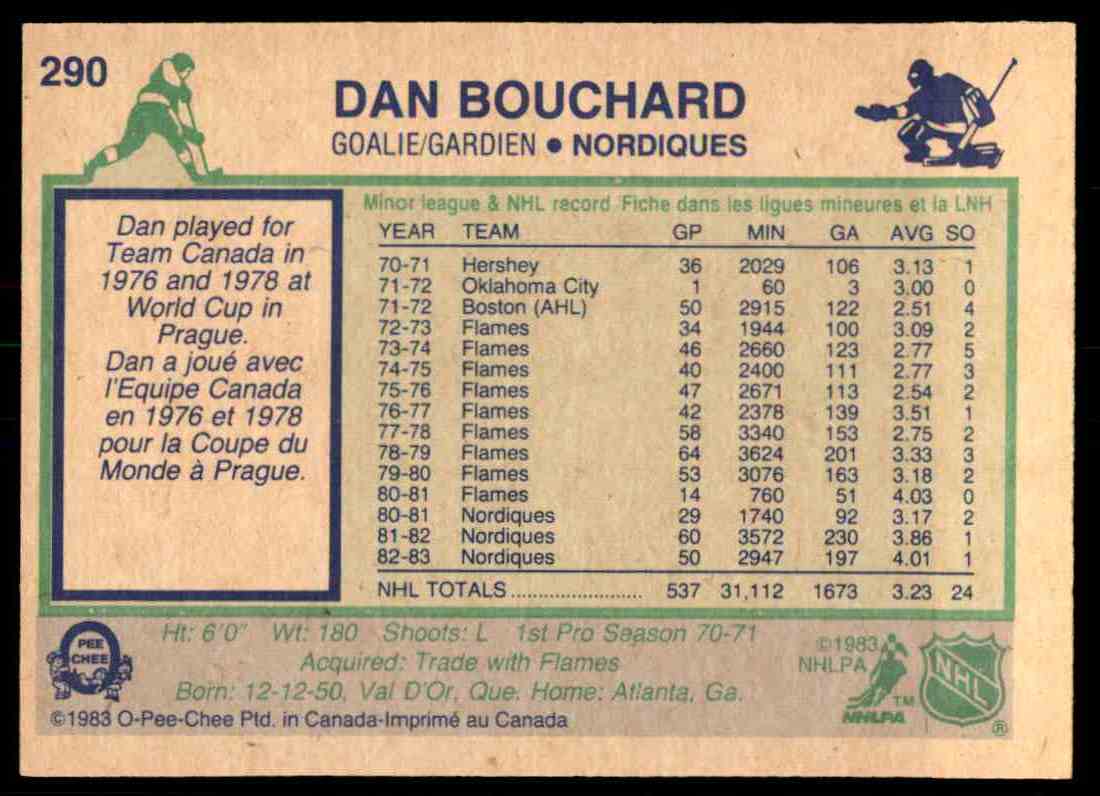 290
DAN BOUCHARD
GOALIE/GARDIEN • NORDIQUES
Dan played for
Team Canada in
1976 and 1978 at
World Cup in
Prague.
Dan a joué avec
l'Equipe Canada
en 1976 et 1978
pour la Coupe du
Monde à Prague.
Minor league & NHL record Fiche dans les ligues mineures et la LNH
YEAR TEAM GP MIN GA AVG SO
70-71 Hershey 36 2029 106 3.13 1
71-72 Oklahoma City 1 60 3 3.00 0
71-72 Boston (AHL) 50 2915 122 2.51 4
72-73 Flames 34 1944 100 3.09 2
73-74 Flames 46 2660 123 2.77 5
74-75 Flames 40 2400 111 2.77 3
75-76 Flames 47 2671 113 2.54 2
76-77 Flames 42 2378 139 3.51 1
77-78 Flames 58 3340 153 2.75 2
78-79 Flames 64 3624 201 3.33 3
79-80 Flames 53 3076 163 3.18 2
80-81 Flames 14 760 51 4.03 0
80-81 Nordiques 29 1740 92 3.17 2
81-82 Nordiques 60 3572 230 3.86 1
82-83 Nordiques 50 2947 197 4.01 1
NHL TOTALS ........................ 537 31,112 1673 3.23 24
PEE
CHEE
Ht: 6'0" Wt: 180 Shoots: L 1st Pro Season 70-71
Acquired: Trade with Flames
Born: 12-12-50, Val D'Or, Que. Home: Atlanta, Ga.
©1983 O-Pee-Chee Ptd. in Canada-Imprimé au Canada
©1983
NHLPA
TM
NHLPA
NHL
®